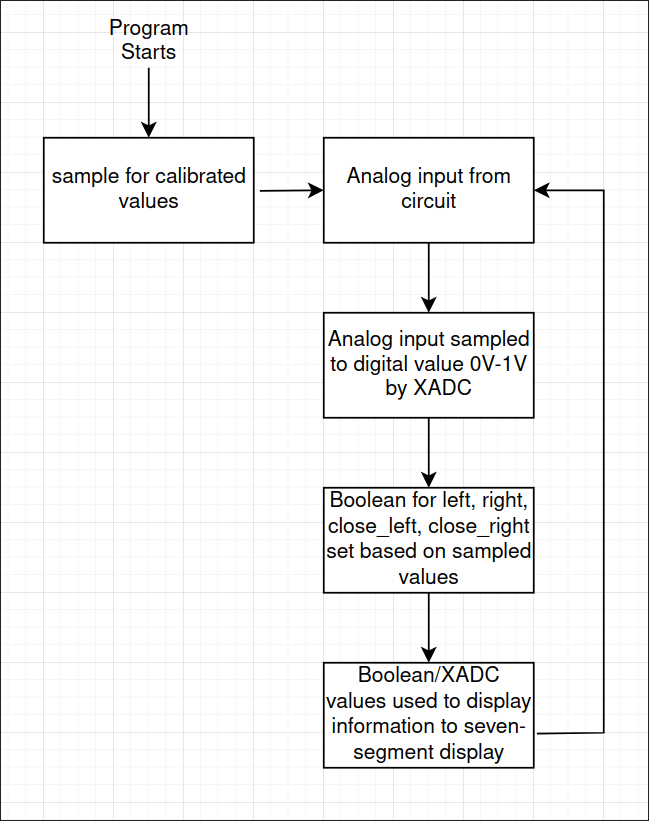 Program
Starts
sample for calibrated
values
Analog input from
circuit
Analog input sampled
to digital value 0V-1V
by XADC
Boolean for left, right,
close_left, close_right
set based on sampled
values
Boolean/XADC
values used to display
information to seven-
segment display